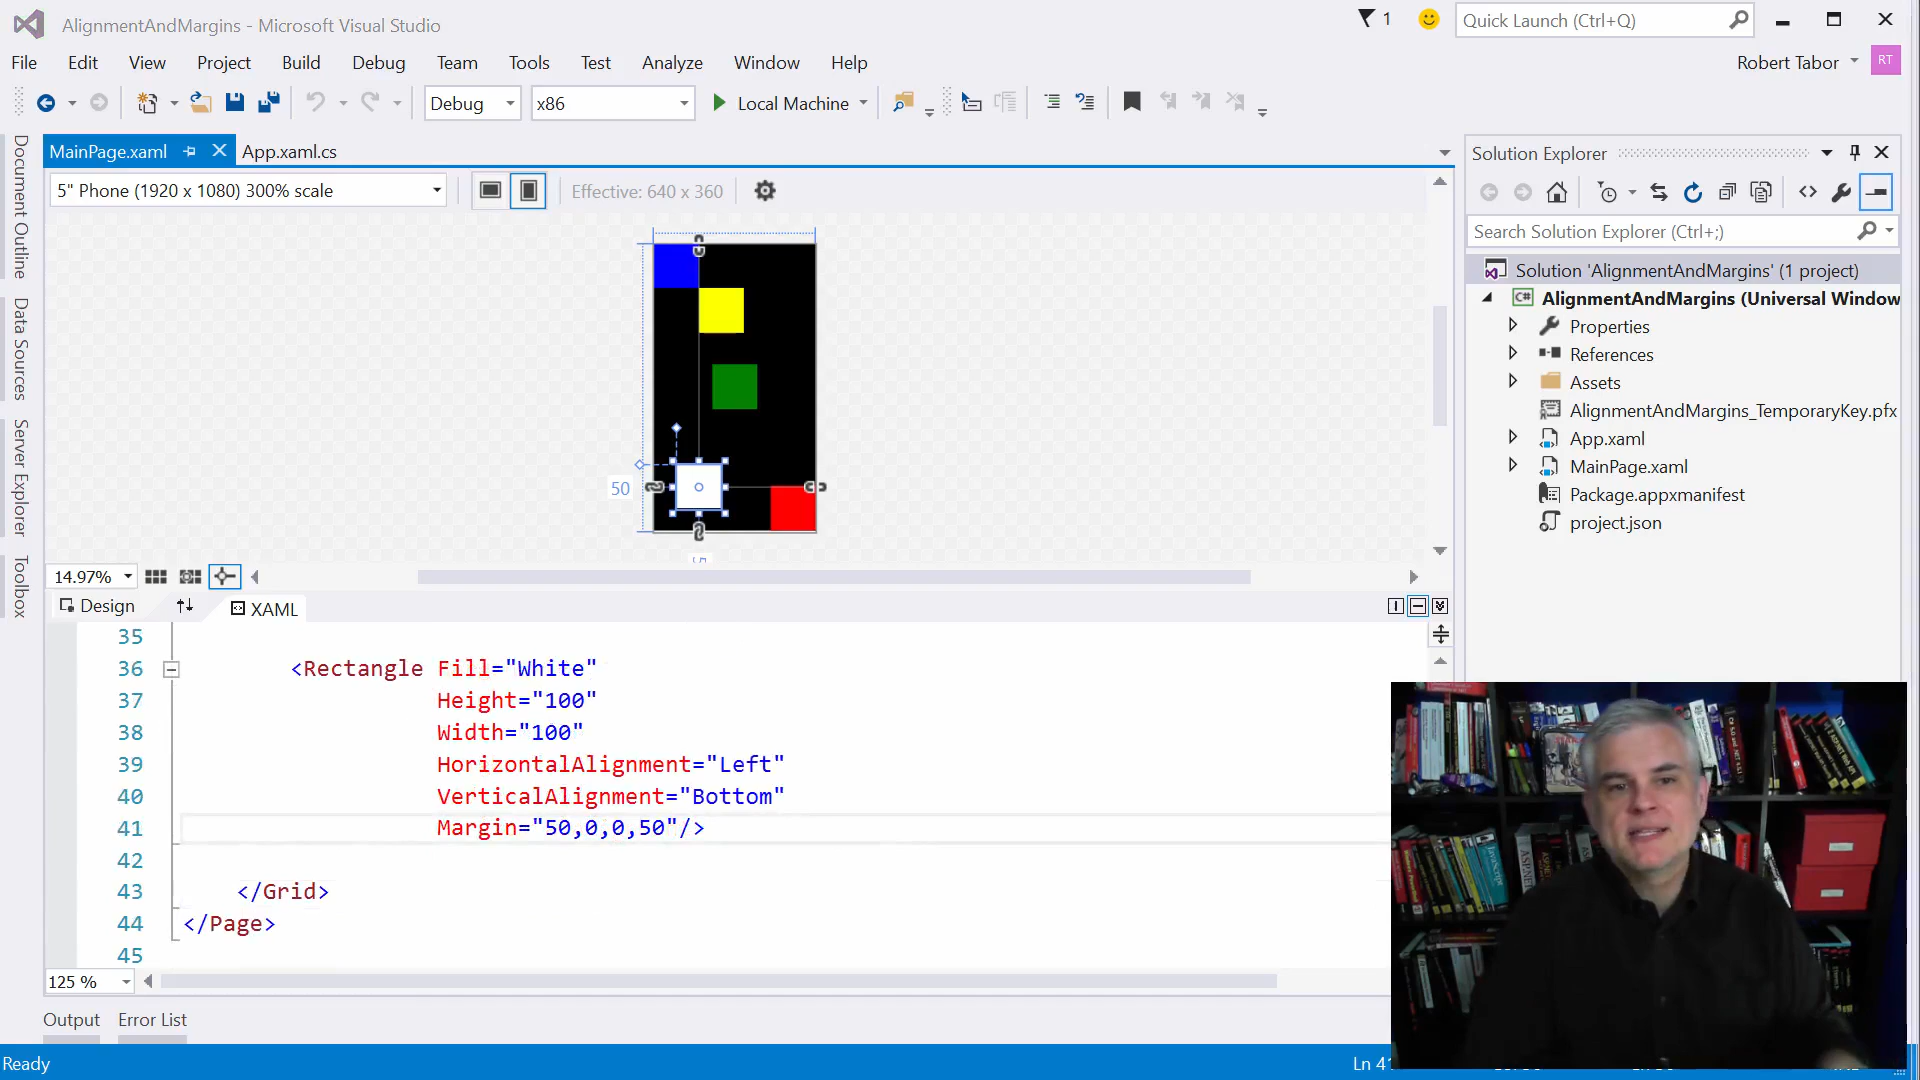 AlignmentAndMargins - Microsoft Visual Studio
1
Quick Launch (Ctrl+Q)
File Edit View Project Build Debug Team Tools Test Analyze Window Help
Robert Tabor RT
Debug x86 Local Machine
MainPage.xaml App.xaml.cs
5" Phone (1920 x 1080) 300% scale Effective: 640 x 360
Document Outline
Data Sources
Server Explorer
Toolbox
50
14.97%
Design XAML
35
36 <Rectangle Fill="White"
37 Height="100"
38 Width="100"
39 HorizontalAlignment="Left"
40 VerticalAlignment="Bottom"
41 Margin="50,0,0,50"/>
42
43 </Grid>
44 </Page>
45
125 %
Output Error List
Ready
Ln 41
Solution Explorer
Search Solution Explorer (Ctrl+;)
Solution 'AlignmentAndMargins' (1 project)
C# AlignmentAndMargins (Universal Window
Properties
References
Assets
AlignmentAndMargins_TemporaryKey.pfx
App.xaml
MainPage.xaml
Package.appxmanifest
project.json